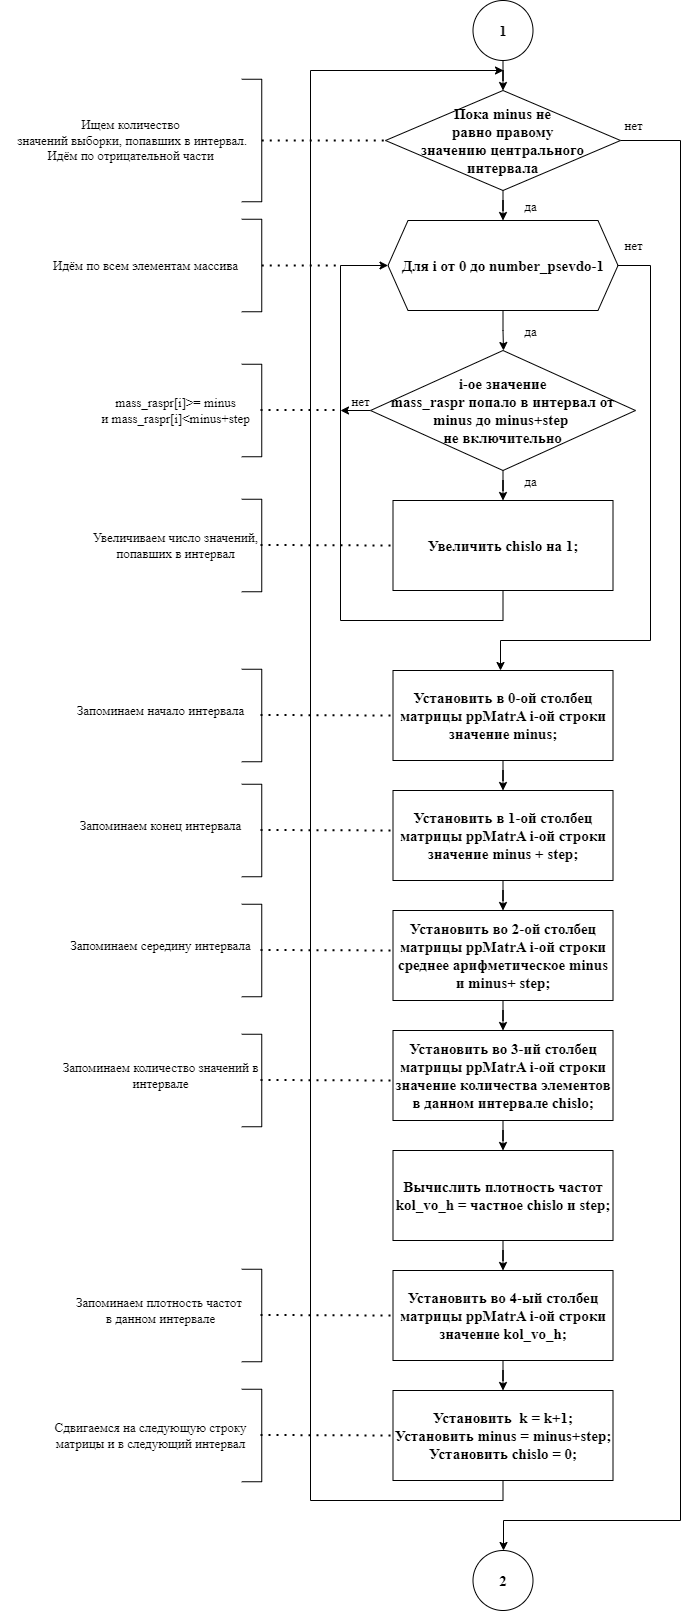 1
Ищем количество
значений выборки, попавших в интервал.
Идём по отрицательной части
Пока minus не
равно правому
значению центрального
интервала
нет
да
Идём по всем элементам массива
Для i от 0 до number_psevdo-1
нет
да
mass_raspr[i]>= minus
и mass_raspr[i]<minus+step
нет
i-ое значение
mass_raspr попало в интервал от
minus до minus+step
не включительно
да
Увеличиваем число значений,
попавших в интервал
Увеличить chislo на 1;
Запоминаем начало интервала
Установить в 0-ой столбец
матрицы ppMatrA i-ой строки
значение minus;
Запоминаем конец интервала
Установить в 1-ой столбец
матрицы ppMatrA i-ой строки
значение minus + step;
Запоминаем середину интервала
Установить во 2-ой столбец
матрицы ppMatrA i-ой строки
среднее арифметическое minus
и minus+ step;
Запоминаем количество значений в
интервале
Установить во 3-ий столбец
матрицы ppMatrA i-ой строки
значение количества элементов
в данном интервале chislo;
Вычислить плотность частот
kol_vo_h = частное chislo и step;
Запоминаем плотность частот
в данном интервале
Установить во 4-ый столбец
матрицы ppMatrA i-ой строки
значение kol_vo_h;
Сдвигаемся на следующую строку
матрицы и в следующий интервал
Установить  k = k+1;
Установить minus = minus+step;
Установить chislo = 0;
2